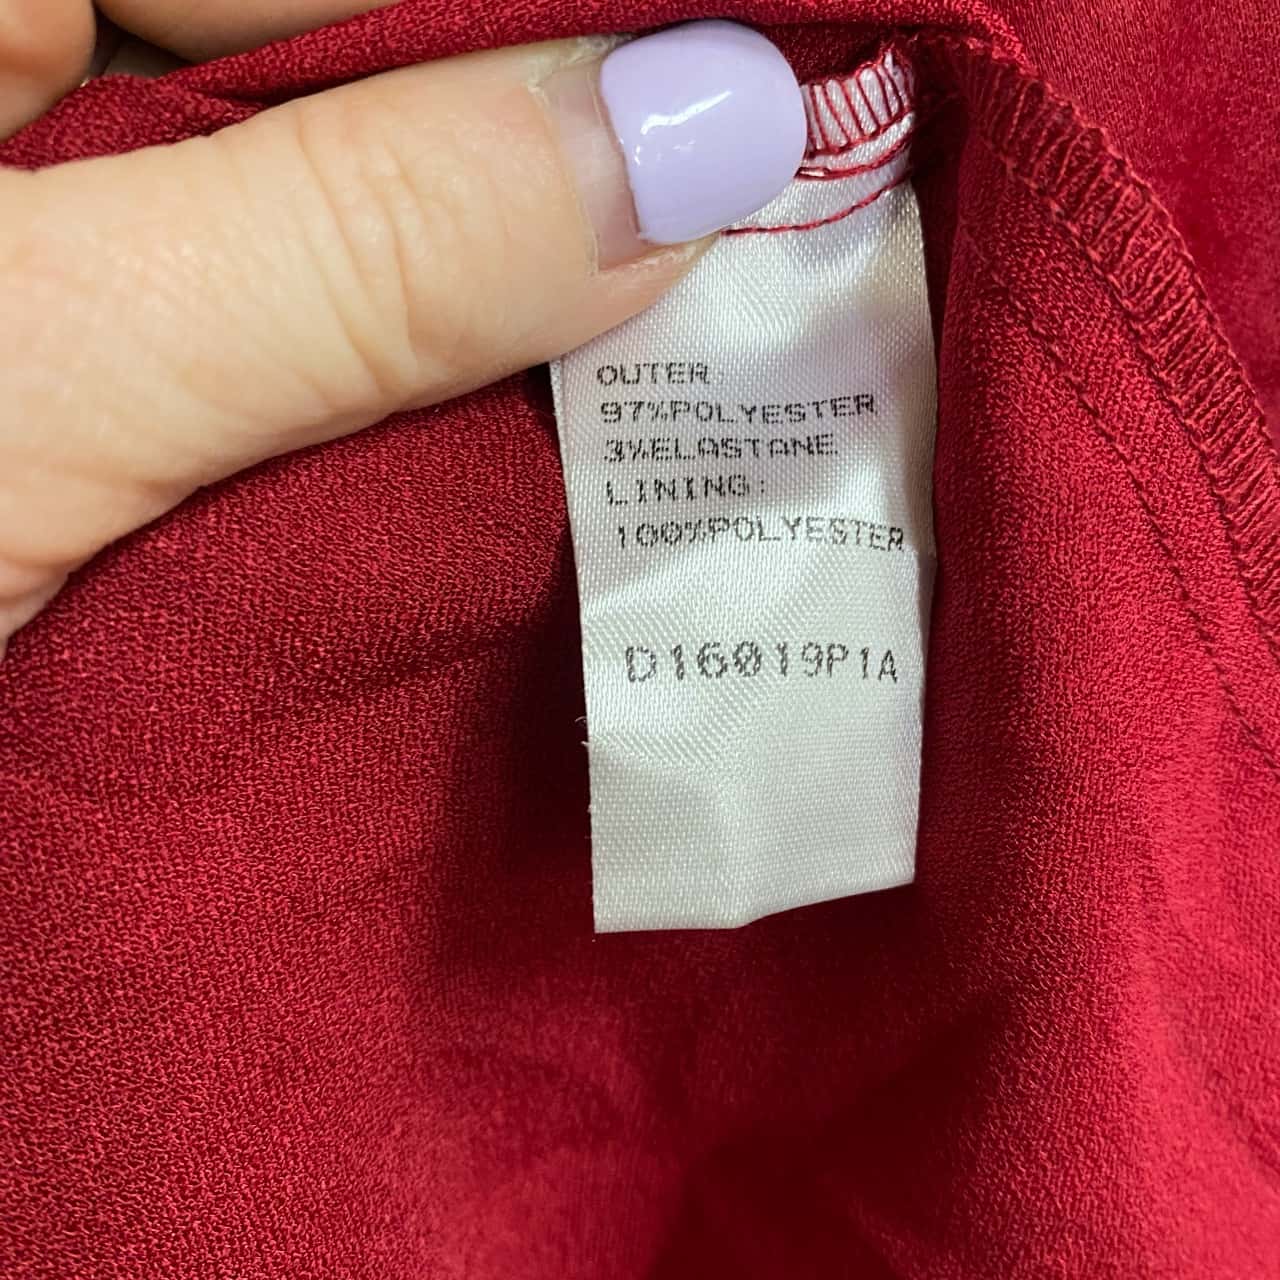 OUTER
97%POLYESTER
3%ELASTANE
LINING:
100%POLYESTER
D16019P1A